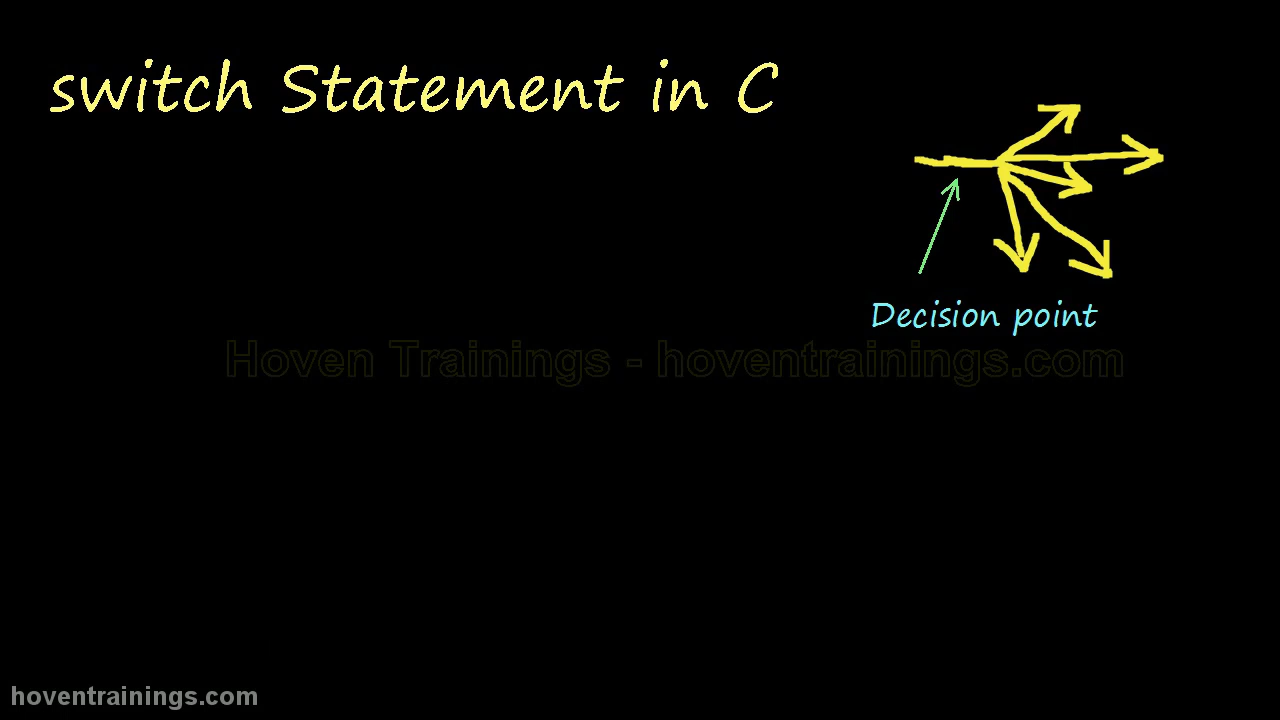 switch Statement in C
Decision point
Hoven Trainings - hoventrainings.com
hoventrainings.com